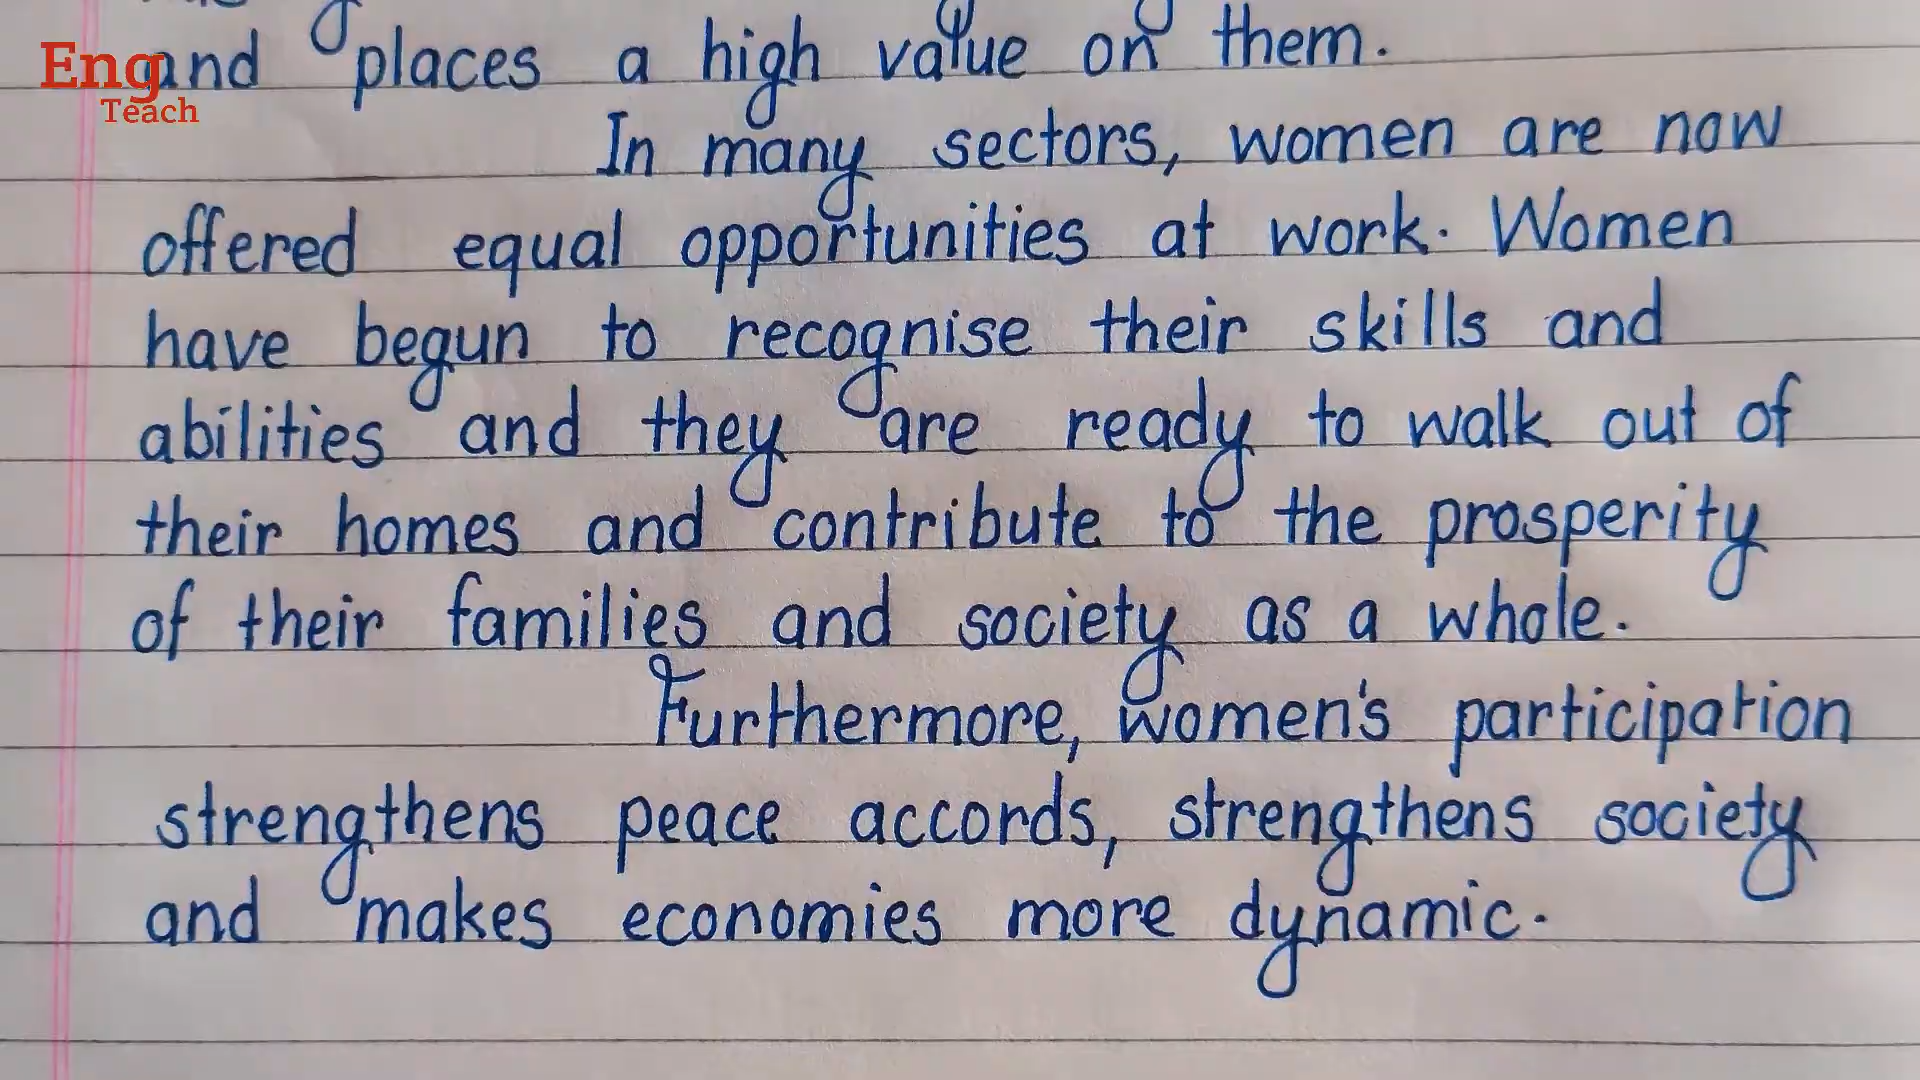 Eng
Teach
and places a high value on them.
In many sectors, women are now
offered equal opportunities at work. Women
have begun to recognise their skills and
abilities and they are ready to walk out of
their homes and contribute to the prosperity
of their families and society as a whole.
Furthermore, women's participation
strengthens peace accords, strengthens society
and makes economies more dynamic.